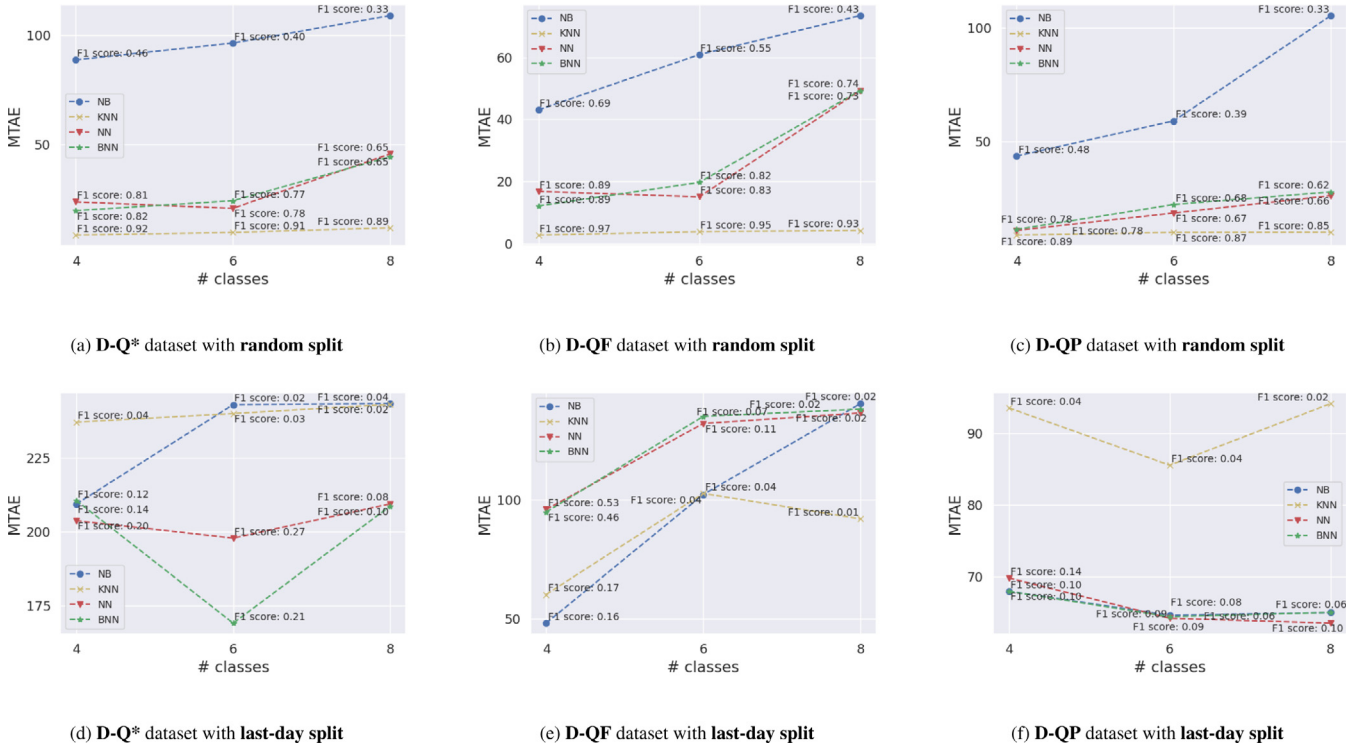 100
50
MTAE
F1 score: 0.46
F1 score: 0.40
F1 score: 0.33
NB
KNN
NN
BNN
F1 score: 0.81
F1 score: 0.82
F1 score: 0.92
F1 score: 0.77
F1 score: 0.78
F1 score: 0.91
F1 score: 0.65
F1 score: 0.65
F1 score: 0.89
4
6
8
# classes
(a) D-Q* dataset with random split
60
40
20
0
MTAE
NB
KNN
NN
BNN
F1 score: 0.69
F1 score: 0.55
F1 score: 0.43
F1 score: 0.74
F1 score: 0.73
F1 score: 0.89
F1 score: 0.89
F1 score: 0.82
F1 score: 0.83
F1 score: 0.97
F1 score: 0.95
F1 score: 0.93
4
6
8
# classes
(b) D-QF dataset with random split
100
50
MTAE
NB
KNN
NN
BNN
F1 score: 0.33
F1 score: 0.39
F1 score: 0.48
F1 score: 0.78
F1 score: 0.78
F1 score: 0.89
F1 score: 0.68
F1 score: 0.67
F1 score: 0.87
F1 score: 0.62
F1 score: 0.66
F1 score: 0.85
4
6
8
# classes
(c) D-QP dataset with random split
225
200
175
MTAE
F1 score: 0.04
F1 score: 0.02
F1 score: 0.03
F1 score: 0.04
F1 score: 0.02
F1 score: 0.12
F1 score: 0.14
F1 score: 0.20
F1 score: 0.27
F1 score: 0.21
F1 score: 0.08
F1 score: 0.10
NB
KNN
NN
BNN
4
6
8
# classes
(d) D-Q* dataset with last-day split
100
50
MTAE
NB
KNN
NN
BNN
F1 score: 0.02
F1 score: 0.02
F1 score: 0.02
F1 score: 0.07
F1 score: 0.11
F1 score: 0.53
F1 score: 0.46
F1 score: 0.04
F1 score: 0.04
F1 score: 0.01
F1 score: 0.17
F1 score: 0.16
4
6
8
# classes
(e) D-QF dataset with last-day split
90
80
70
MTAE
F1 score: 0.04
F1 score: 0.04
F1 score: 0.02
NB
KNN
NN
BNN
F1 score: 0.14
F1 score: 0.10
F1 score: 0.10
F1 score: 0.09
F1 score: 0.08
F1 score: 0.09
F1 score: 0.06
F1 score: 0.06
F1 score: 0.10
4
6
8
# classes
(f) D-QP dataset with last-day split